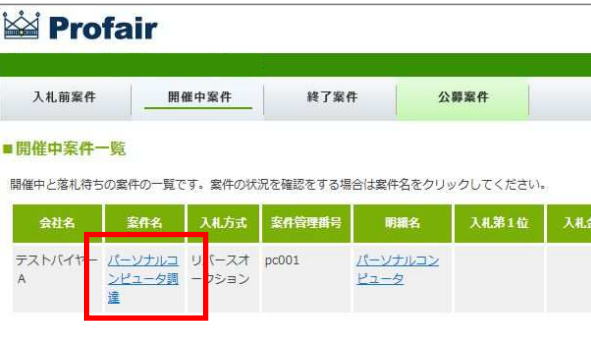 Profair
入札前案件 開催中案件 終了案件 公募案件
■開催中案件一覧
開催中と落札待ちの案件の一覧です。案件の状況を確認をする場合は案件名をクリックしてください。
会社名 案件名 入札方式 案件管理番号 明細名 入札第1位 入札金
テストバイヤー パーソナルコ リバースオ pc001 パーソナルコン
A ンピュータ調 ークション ピュータ
達